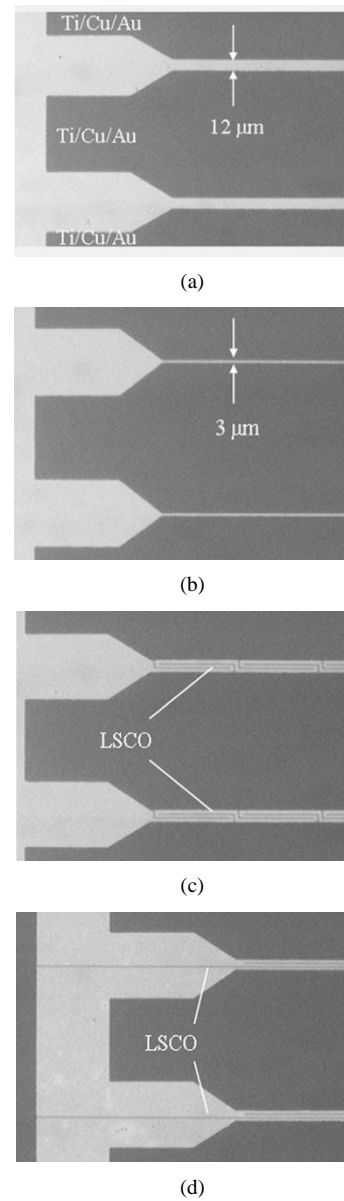 Ti/Cu/Au
12 μm
Ti/Cu/Au
Ti/Cu/Au
(a)
3 μm
(b)
LSCO
(c)
LSCO
(d)